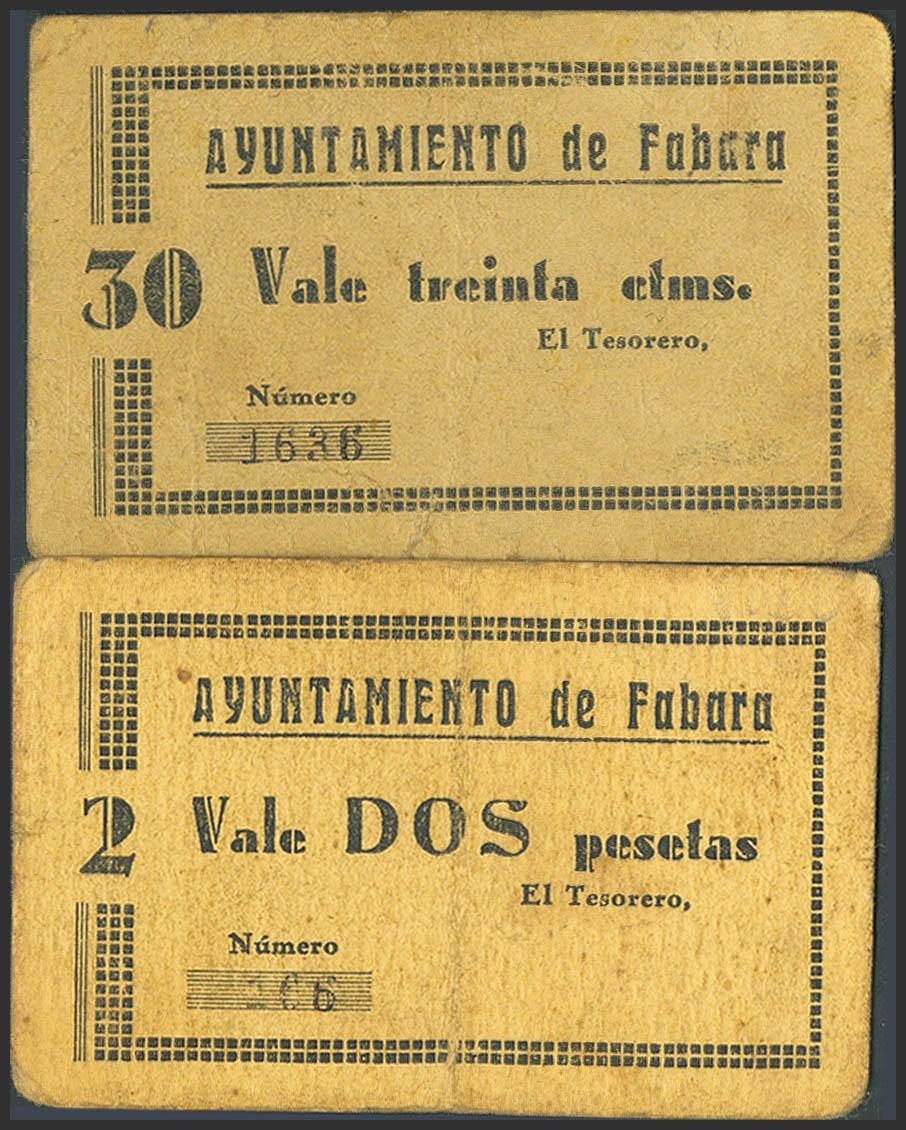 AYUNTAMIENTO de Fabara
30 Vale treinta ctms.
El Tesorero,
Número
1636
AYUNTAMIENTO de Fabara
2 Vale DOS pesetas
El Tesorero,
Número